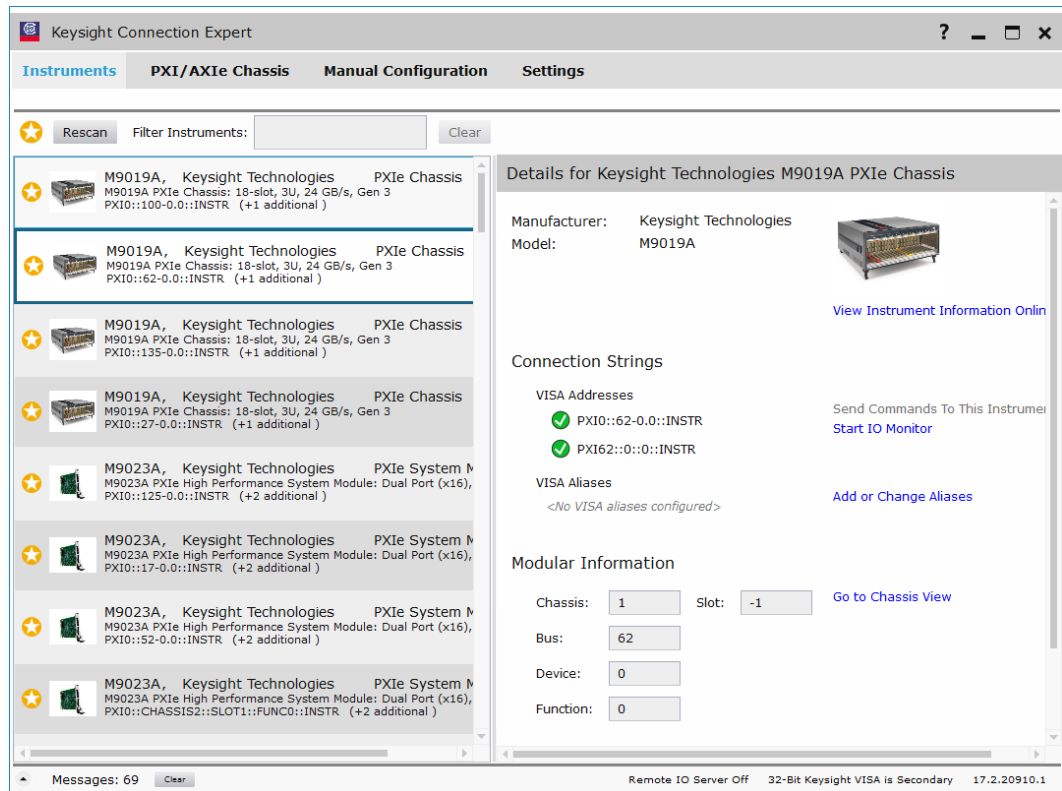 Keysight Connection Expert
?
Instruments PXI/AXIe Chassis Manual Configuration Settings
Rescan Filter Instruments: Clear
M9019A, Keysight Technologies PXIe Chassis
M9019A PXIe Chassis: 18-slot, 3U, 24 GB/s, Gen 3
PXI0::100-0.0::INSTR (+1 additional )
M9019A, Keysight Technologies PXIe Chassis
M9019A PXIe Chassis: 18-slot, 3U, 24 GB/s, Gen 3
PXI0::62-0.0::INSTR (+1 additional )
M9019A, Keysight Technologies PXIe Chassis
M9019A PXIe Chassis: 18-slot, 3U, 24 GB/s, Gen 3
PXI0::135-0.0::INSTR (+1 additional )
M9019A, Keysight Technologies PXIe Chassis
M9019A PXIe Chassis: 18-slot, 3U, 24 GB/s, Gen 3
PXI0::27-0.0::INSTR (+1 additional )
M9023A, Keysight Technologies PXIe System M
M9023A PXIe High Performance System Module: Dual Port (x16),
PXI0::125-0.0::INSTR (+2 additional )
M9023A, Keysight Technologies PXIe System M
M9023A PXIe High Performance System Module: Dual Port (x16),
PXI0::17-0.0::INSTR (+2 additional )
M9023A, Keysight Technologies PXIe System M
M9023A PXIe High Performance System Module: Dual Port (x16),
PXI0::52-0.0::INSTR (+2 additional )
M9023A, Keysight Technologies PXIe System M
M9023A PXIe High Performance System Module: Dual Port (x16),
PXI0::CHASSIS2::SLOT1::FUNC0::INSTR (+2 additional )
Details for Keysight Technologies M9019A PXIe Chassis
Manufacturer: Keysight Technologies
Model: M9019A
View Instrument Information Onlin
Connection Strings
VISA Addresses
PXI0::62-0.0::INSTR
PXI62::0::0::INSTR
Send Commands To This Instrume
Start IO Monitor
VISA Aliases
<No VISA aliases configured>
Add or Change Aliases
Modular Information
Chassis: 1 Slot: -1
Go to Chassis View
Bus: 62
Device: 0
Function: 0
Messages: 69 Clear
Remote IO Server Off 32-Bit Keysight VISA is Secondary 17.2.20910.1